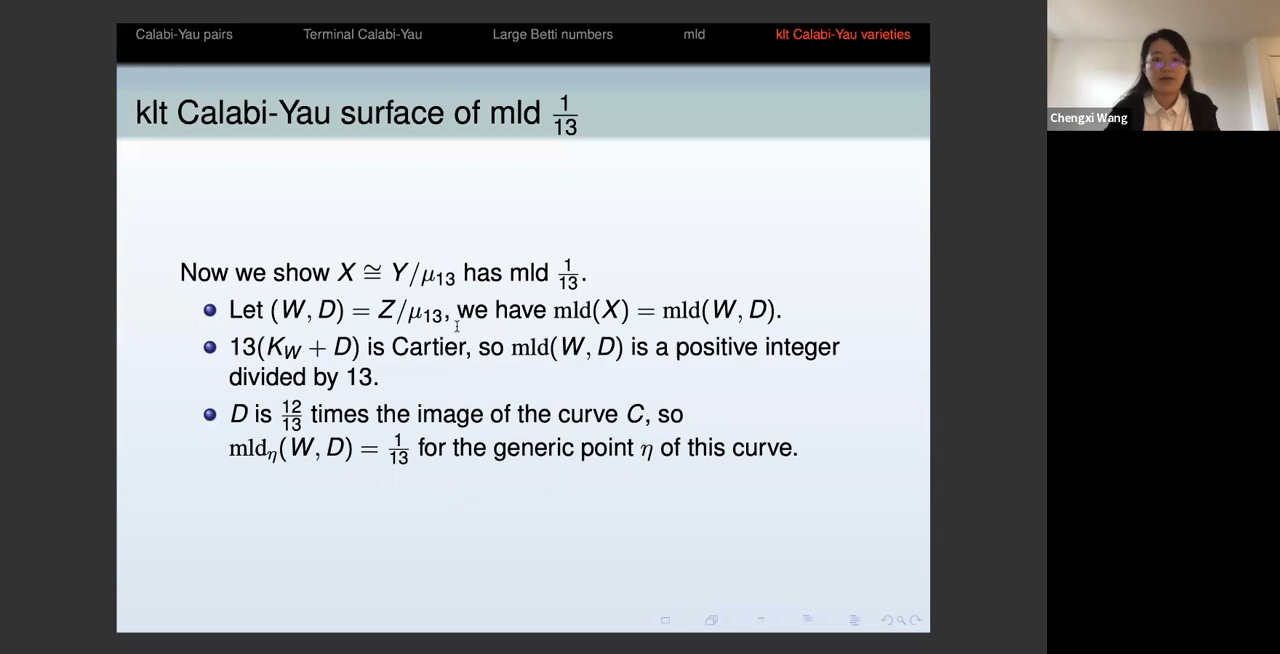 Calabi-Yau pairs Terminal Calabi-Yau Large Betti numbers mld klt Calabi-Yau varieties
klt Calabi-Yau surface of mld 1/13
Now we show X ≅ Y/μ₁₃ has mld 1/13.
Let (W, D) = Z/μ₁₃, we have mld(X) = mld(W, D).
13(K_W + D) is Cartier, so mld(W, D) is a positive integer
divided by 13.
D is 12/13 times the image of the curve C, so
mld_η(W, D) = 1/13 for the generic point η of this curve.
Chengxi Wang